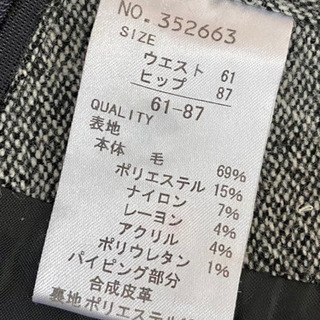 NO.352663
SIZE
ウエスト 61
ヒップ 87
61-87
QUALITY
表地
本体 毛 69%
ポリエステル 15%
ナイロン 7%
レーヨン 4%
アクリル 4%
ポリウレタン 1%
パイピング部分
合成皮革
裏地ポリエステル